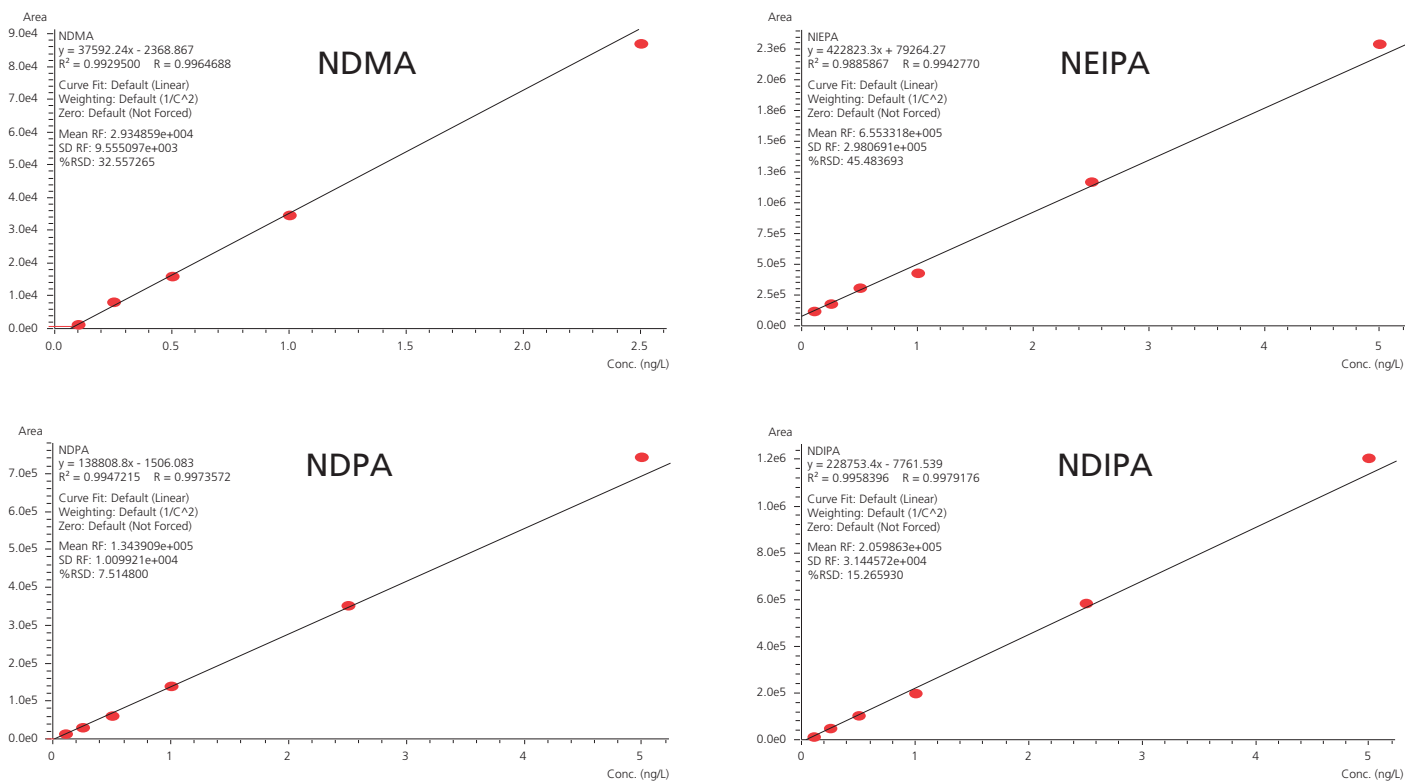 Area
NDMA
y = 37592.24x - 2368.867
R² = 0.9929500 R = 0.9964688
Curve Fit: Default (Linear)
Weighting: Default (1/C^2)
Zero: Default (Not Forced)
Mean RF: 2.934859e+004
SD RF: 9.555097e+003
%RSD: 32.557265
NDMA
9.0e4
8.0e4
7.0e4
6.0e4
5.0e4
4.0e4
3.0e4
2.0e4
1.0e4
0.0e0
0.0 0.5 1.0 1.5 2.0 2.5
Conc. (ng/L)
Area
NIEPA
y = 422823.3x + 79264.27
R² = 0.9885867 R = 0.9942770
Curve Fit: Default (Linear)
Weighting: Default (1/C^2)
Zero: Default (Not Forced)
Mean RF: 6.553318e+005
SD RF: 2.980691e+005
%RSD: 45.483693
NEIPA
2.3e6
2.0e6
1.8e6
1.5e6
1.3e6
1.0e6
7.5e5
5.0e5
2.5e5
0.0e0
0 1 2 3 4 5
Conc. (ng/L)
Area
NDPA
y = 138808.8x - 1506.083
R² = 0.9947215 R = 0.9973572
Curve Fit: Default (Linear)
Weighting: Default (1/C^2)
Zero: Default (Not Forced)
Mean RF: 1.343909e+005
SD RF: 1.009921e+004
%RSD: 7.514800
NDPA
7.0e5
6.0e5
5.0e5
4.0e5
3.0e5
2.0e5
1.0e5
0.0e0
0 1 2 3 4 5
Conc. (ng/L)
Area
NDIPA
y = 228753.4x - 7761.539
R² = 0.9958396 R = 0.9979176
Curve Fit: Default (Linear)
Weighting: Default (1/C^2)
Zero: Default (Not Forced)
Mean RF: 2.059863e+005
SD RF: 3.144572e+004
%RSD: 15.265930
NDIPA
1.2e6
1.0e6
8.0e5
6.0e5
4.0e5
2.0e5
0.0e0
0 1 2 3 4 5
Conc. (ng/L)